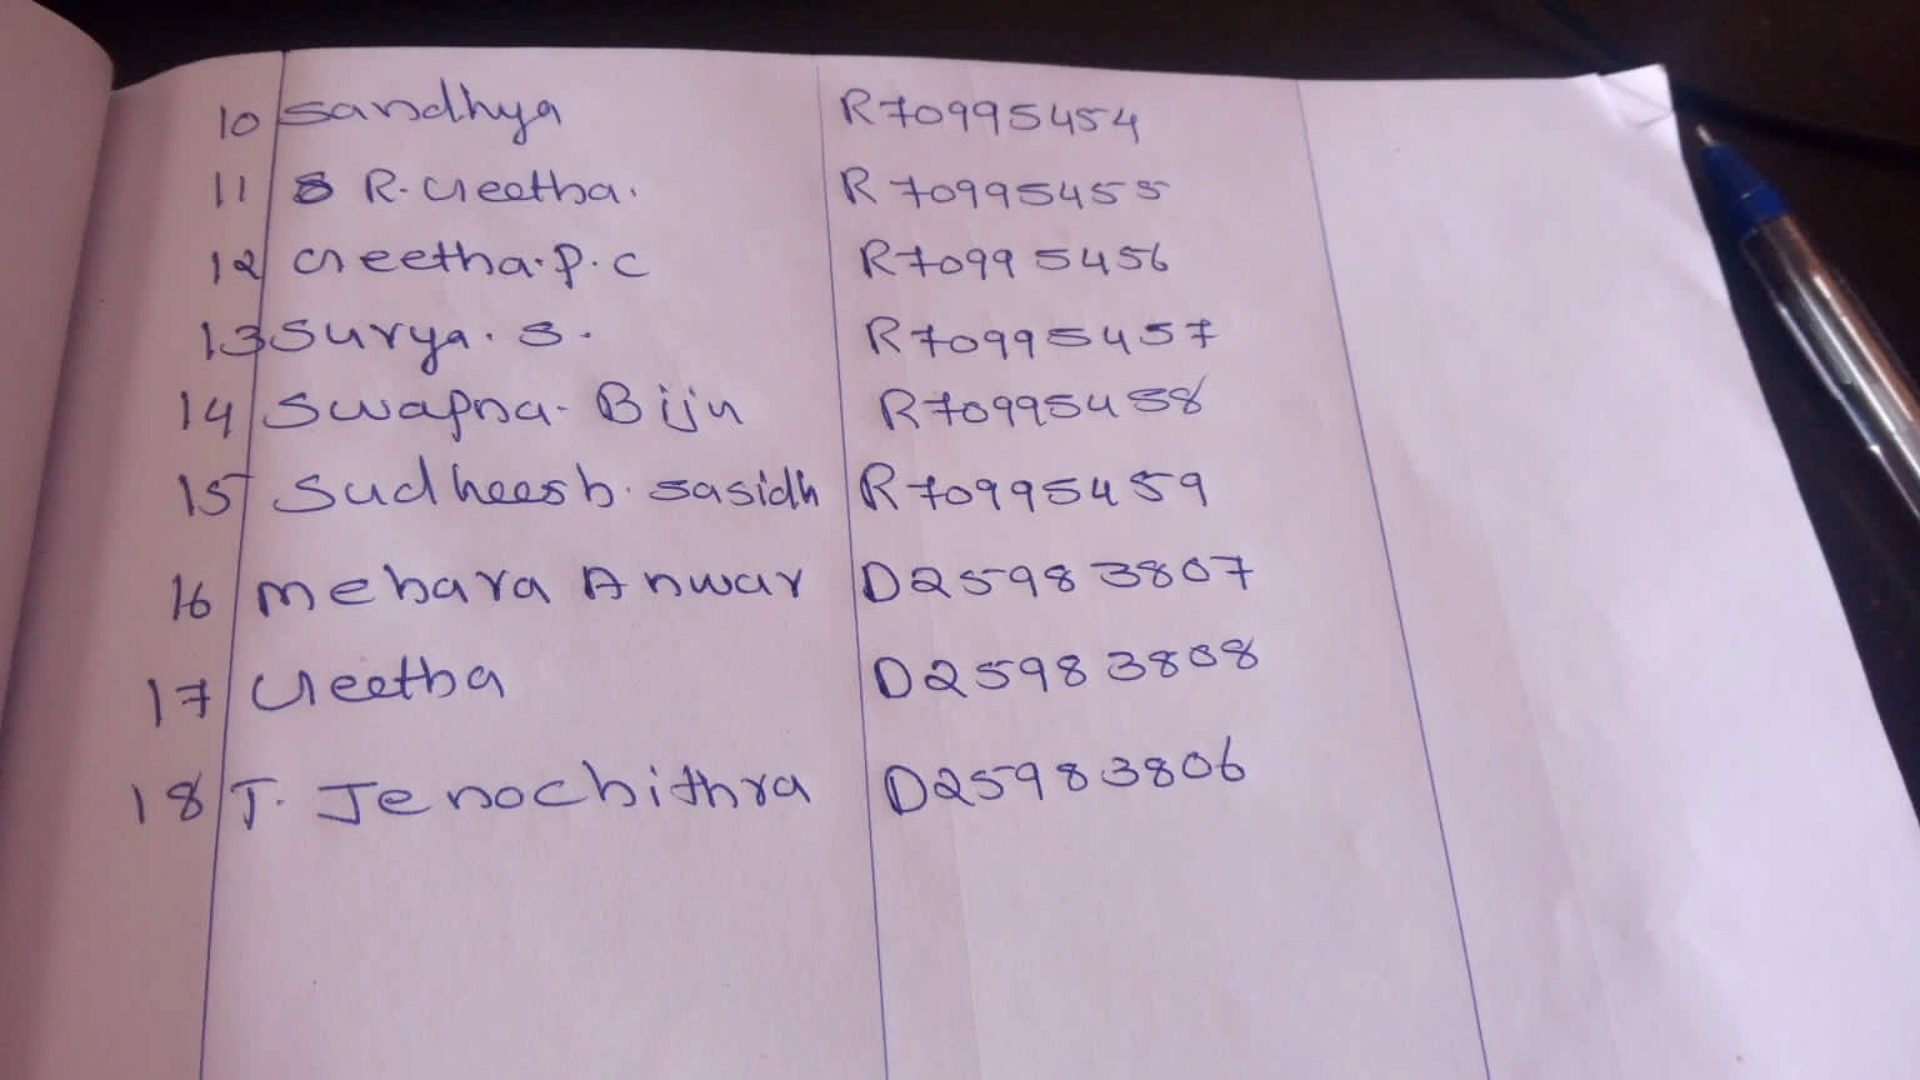 10 Sandhya R70995454
11 R. Geetha. R70995455
12 Geetha. P. C R70995456
13 Surya. S. R70995457
14 Swapna. Biju R70995458
15 Sudheesh. Sasidh R70995459
16 Mehara Anwar D25983807
17 Geetha D25983808
18 T. Jenochithra D25983806